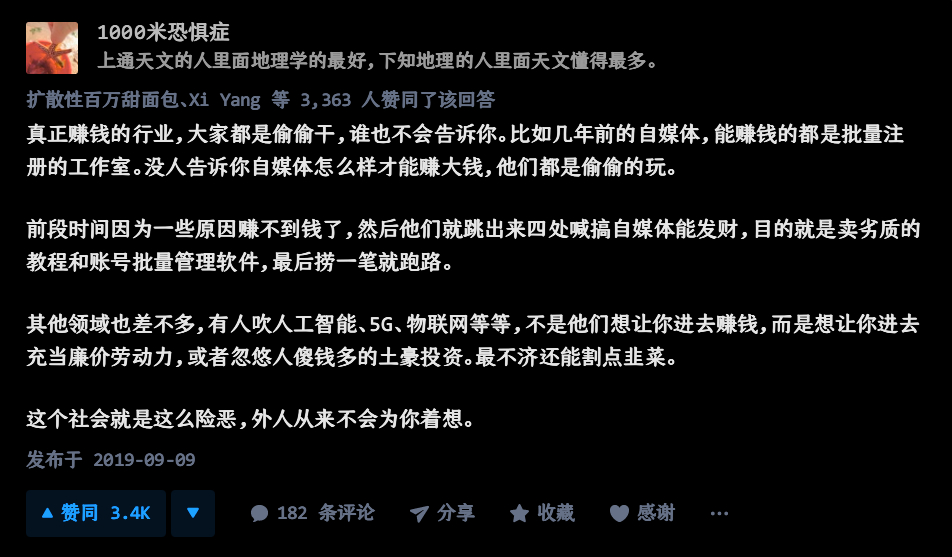 1000米恐惧症
上通天文的人里面地理学的最好,下知地理的人里面天文懂得最多。
扩散性百万甜面包、Xi Yang 等 3,363 人赞同了该回答
真正赚钱的行业,大家都是偷偷干,谁也不会告诉你。比如几年前的自媒体,能赚钱的都是批量注
册的工作室。没人告诉你自媒体怎么样才能赚大钱,他们都是偷偷的玩。
前段时间因为一些原因赚不到钱了,然后他们就跳出来四处喊搞自媒体能发财,目的就是卖劣质的
教程和账号批量管理软件,最后捞一笔就跑路。
其他领域也差不多,有人吹人工智能、5G、物联网等等,不是他们想让你进去赚钱,而是想让你进去
充当廉价劳动力,或者忽悠人傻钱多的土豪投资。最不济还能割点韭菜。
这个社会就是这么险恶,外人从来不会为你着想。
发布于 2019-09-09
赞同 3.4K 182 条评论 分享 收藏 感谢 ···